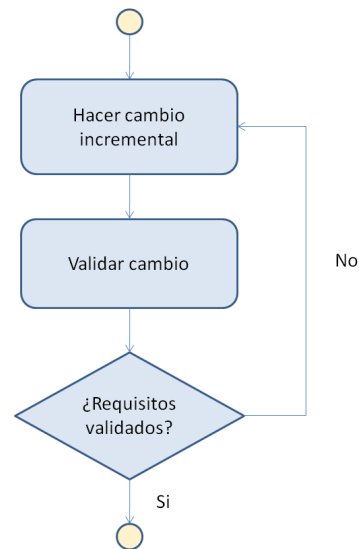 Hacer cambio
incremental
Validar cambio
No
¿Requisitos
validados?
Si